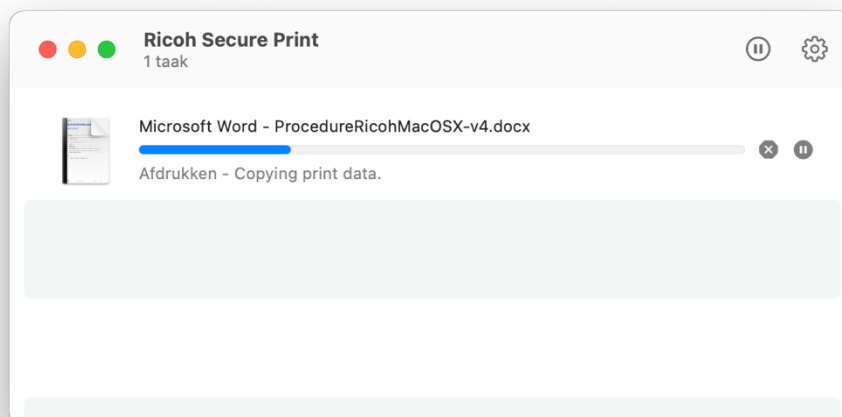 Ricoh Secure Print
1 taak
Microsoft Word - ProcedureRicohMacOSX-v4.docx
Afdrukken - Copying print data.